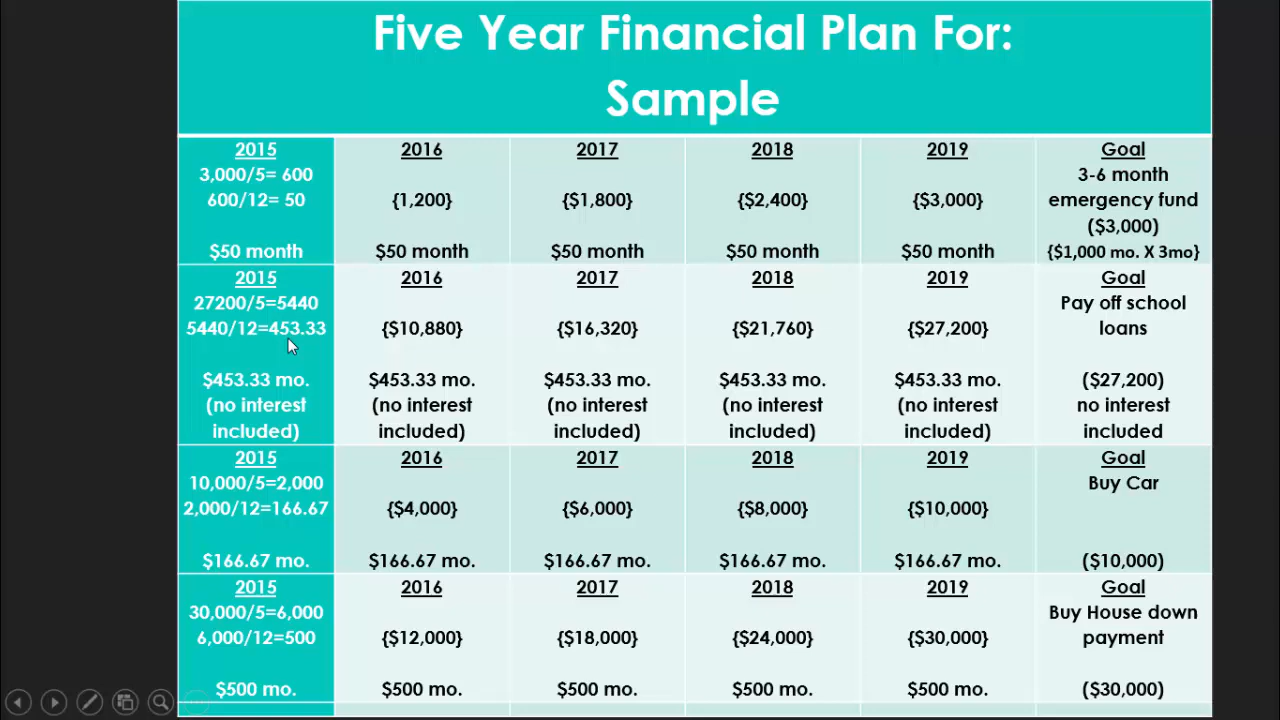 Five Year Financial Plan For:
Sample
2015
3,000/5= 600
600/12= 50
$50 month
2016
{1,200}
$50 month
2017
{$1,800}
$50 month
2018
{$2,400}
$50 month
2019
{$3,000}
$50 month
Goal
3-6 month
emergency fund
($3,000)
{$1,000 mo. X 3mo}
2015
27200/5=5440
5440/12=453.33
$453.33 mo.
(no interest
included)
2016
{$10,880}
$453.33 mo.
(no interest
included)
2017
{$16,320}
$453.33 mo.
(no interest
included)
2018
{$21,760}
$453.33 mo.
(no interest
included)
2019
{$27,200}
$453.33 mo.
(no interest
included)
Goal
Pay off school
loans
($27,200)
no interest
included
2015
10,000/5=2,000
2,000/12=166.67
$166.67 mo.
2016
{$4,000}
$166.67 mo.
2017
{$6,000}
$166.67 mo.
2018
{$8,000}
$166.67 mo.
2019
{$10,000}
$166.67 mo.
Goal
Buy Car
($10,000)
2015
30,000/5=6,000
6,000/12=500
$500 mo.
2016
{$12,000}
$500 mo.
2017
{$18,000}
$500 mo.
2018
{$24,000}
$500 mo.
2019
{$30,000}
$500 mo.
Goal
Buy House down
payment
($30,000)